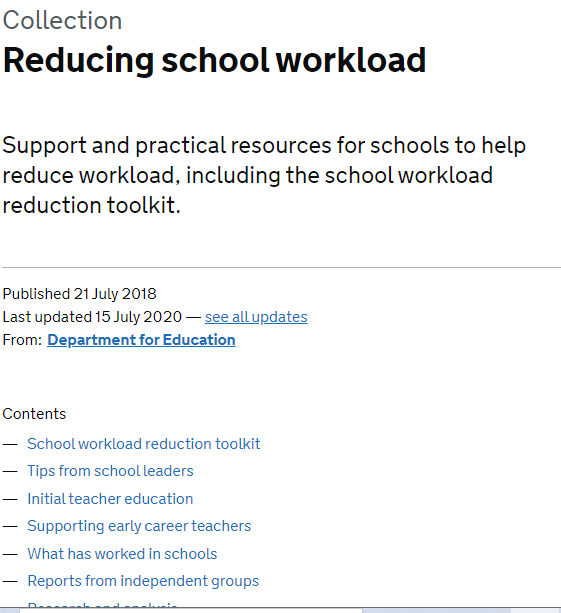 Collection
Reducing school workload
Support and practical resources for schools to help
reduce workload, including the school workload
reduction toolkit.
Published 21 July 2018
Last updated 15 July 2020 — see all updates
From: Department for Education
Contents
— School workload reduction toolkit
— Tips from school leaders
— Initial teacher education
— Supporting early career teachers
— What has worked in schools
— Reports from independent groups
Research and analysis